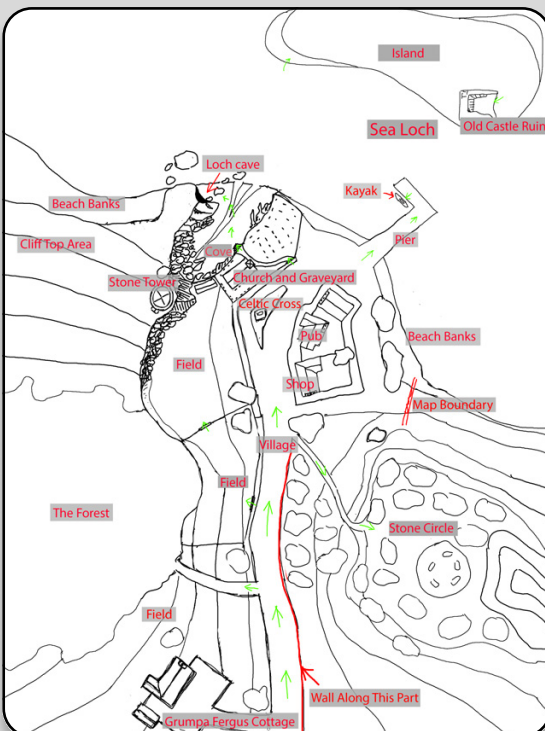 Island
Old Castle Ruin
Sea Loch
Loch cave
Kayak
Beach Banks
Pier
Cliff Top Area
Cove
Church and Graveyard
Stone Tower
Celtic Cross
Pub
Beach Banks
Field
Shop
Map Boundary
Village
Field
The Forest
Stone Circle
Field
Wall Along This Part
Grumpa Fergus Cottage